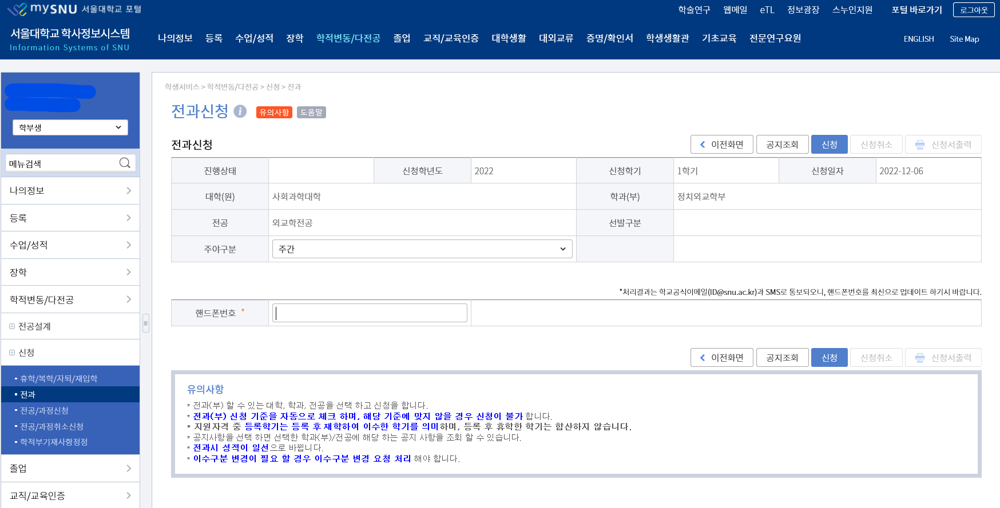 mySNU 서울대학교 포털
학술연구 웹메일 eTL 정보광장 스누인지원 포털 바로가기 로그아웃
서울대학교 학사정보시스템
Information Systems of SNU
나의정보 등록 수업/성적 장학 학적변동/다전공 졸업 교직/교육인증 대학생활 대외교류 증명/확인서 학생생활관 기초교육 전문연구요원
ENGLISH Site Map
학부생
메뉴검색
나의정보
등록
수업/성적
장학
학적변동/다전공
전공설계
신청
휴학/복학/자퇴/재입학
전과
전공/과정신청
전공/과정취소신청
학적부기재사항정정
졸업
교직/교육인증
학생서비스 > 학적변동/다전공 > 신청 > 전과
전과신청 i 유의사항 도움말
전과신청
이전화면 공지조회 신청 신청취소 신청서출력
진행상태 신청학년도 2022 신청학기 1학기 신청일자 2022-12-06
대학(원) 사회과학대학 학과(부) 정치외교학부
전공 외교학전공 선발구분
주야구분 주간
*처리결과는 학교공식이메일(ID@snu.ac.kr)과 SMS로 통보되오니, 핸드폰번호를 최신으로 업데이트 하기시 바랍니다.
핸드폰번호 *
이전화면 공지조회 신청 신청취소 신청서출력
유의사항
* 전과(부) 할 수 있는 대학, 학과, 전공을 선택 하고 신청을 합니다.
* 전과(부) 신청 기준을 자동으로 체크 하며, 해당 기준에 맞지 않을 경우 신청이 불가 합니다.
* 지원자격 중 등록학기는 등록 후 재학하여 이수한 학기를 의미하며, 등록 후 휴학한 학기는 합산하지 않습니다.
* 공지사항을 선택 하면 선택한 학과(부)/전공에 해당 하는 공지 사항을 조회 할 수 있습니다.
* 전과시 성적이 일선으로 바뀝니다.
* 이수구분 변경이 필요 할 경우 이수구분 변경 요청 처리 해야 합니다.